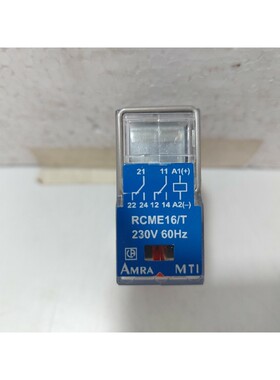 21 11 A1(+)
22 24 12 14 A2(-)
RCME16/T
230V 60Hz
AMRA MTI